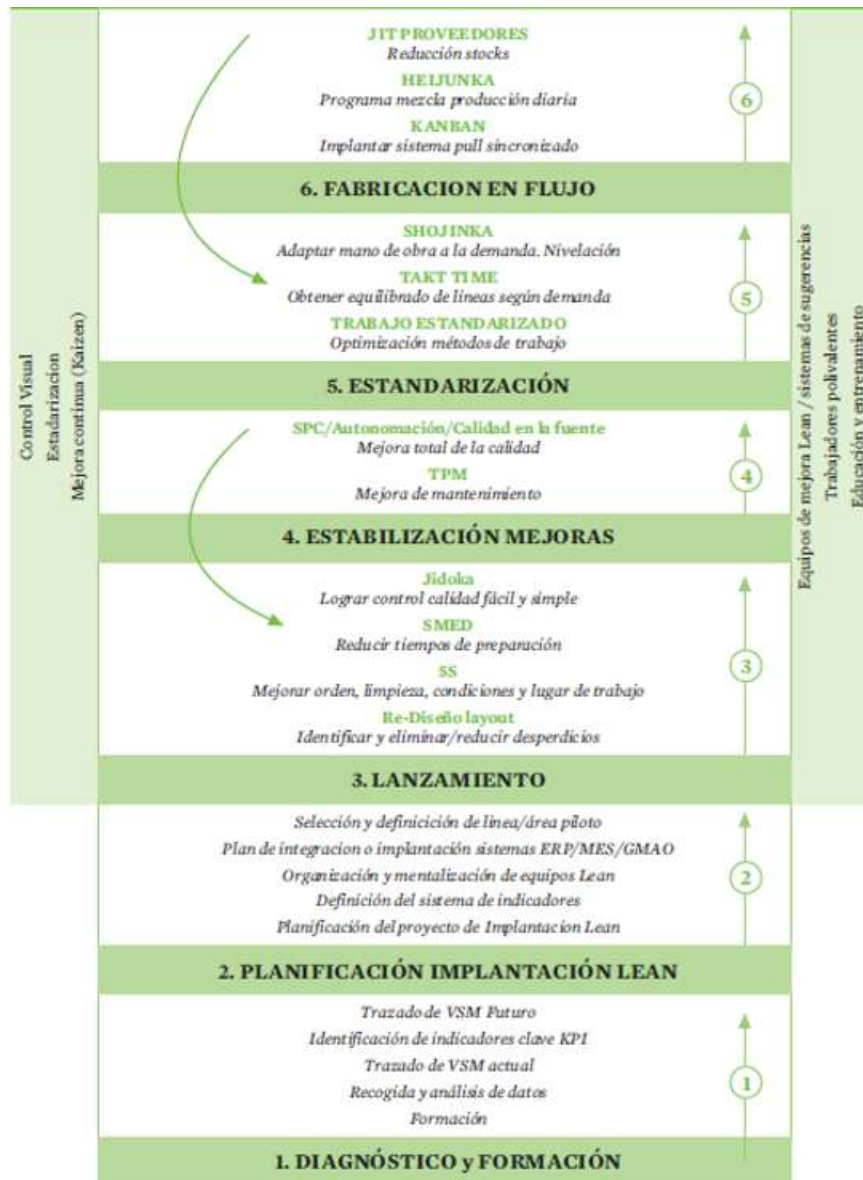 JIT PROVEEDORES
Reducción stocks
HEIJUNKA
Programa mezcla producción diaria
KANBAN
Implantar sistema pull sincronizado
6
6. FABRICACION EN FLUJO
SHOJINKA
Adaptar mano de obra a la demanda. Nivelación
TAKT TIME
Obtener equilibrado de lineas según demanda
TRABAJO ESTANDARIZADO
Optimización métodos de trabajo
5
5. ESTANDARIZACIÓN
SPC/Autonomación/Calidad en la fuente
Mejora total de la calidad
TPM
Mejora de mantenimiento
4
4. ESTABILIZACIÓN MEJORAS
Jidoka
Lograr control calidad fácil y simple
SMED
Reducir tiempos de preparación
SS
Mejorar orden, limpieza, condiciones y lugar de trabajo
Re-Diseño layout
Identificar y eliminar/reducir desperdicios
3
3. LANZAMIENTO
Selección y definicición de linea/área piloto
Plan de integracion o implantación sistemas ERP/MES/GMAO
Organización y mentalización de equipos Lean
Definición del sistema de indicadores
Planificación del proyecto de Implantacion Lean
2
2. PLANIFICACIÓN IMPLANTACIÓN LEAN
Trazado de VSM Futuro
Identificación de indicadores clave KPI
Trazado de VSM actual
Recogida y análisis de datos
Formación
1
1. DIAGNÓSTICO y FORMACIÓN
Control Visual
Estadarizacion
Mejora continua (Kaizen)
Equipos de mejora Lean / sistemas de sugerencias
Trabajadores polivalentes
Educación y entrenamiento